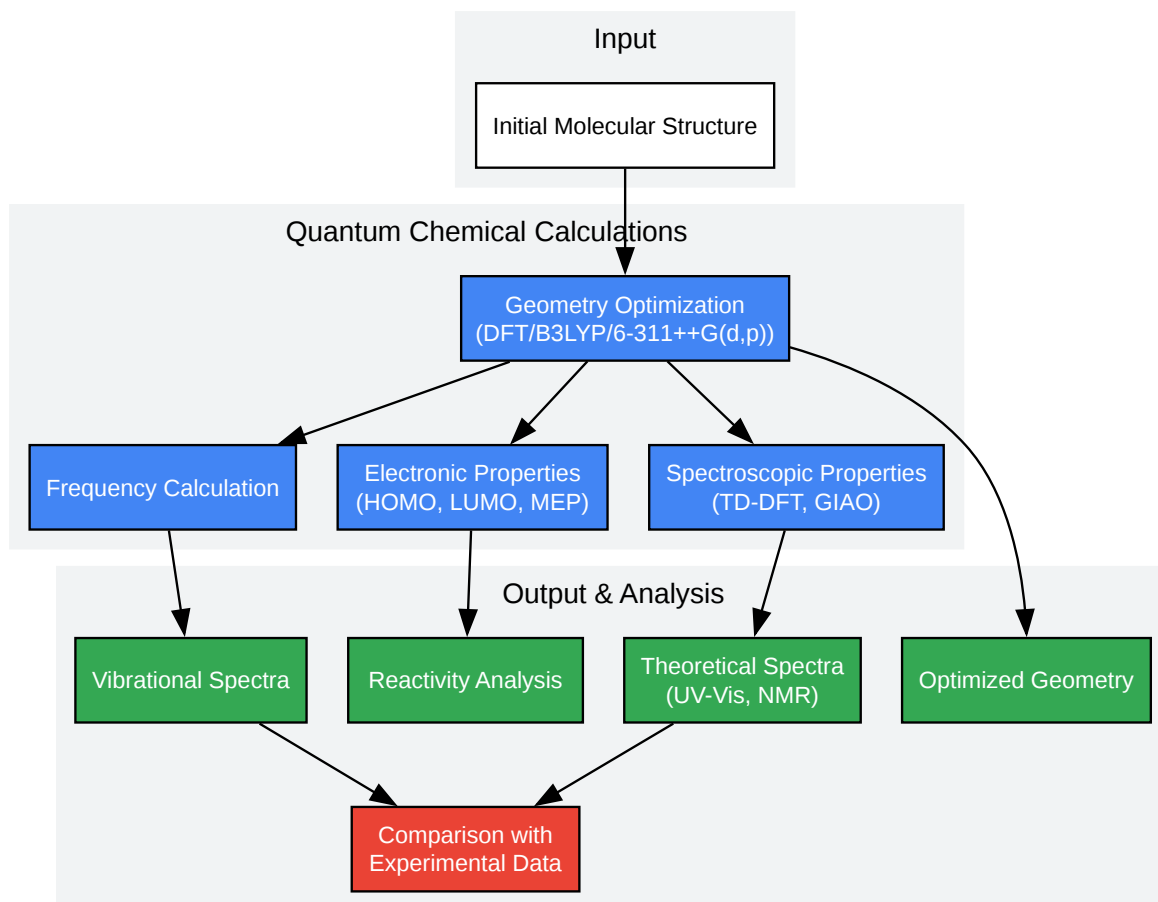 Input
Initial Molecular Structure
Quantum Chemical Calculations
Geometry Optimization
(DFT/B3LYP/6-311++G(d,p))
Frequency Calculation
Electronic Properties
(HOMO, LUMO, MEP)
Spectroscopic Properties
(TD-DFT, GIAO)
Output & Analysis
Vibrational Spectra
Reactivity Analysis
Theoretical Spectra
(UV-Vis, NMR)
Optimized Geometry
Comparison with
Experimental Data